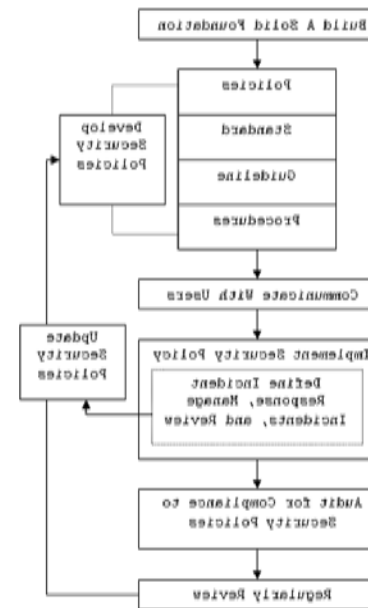 Build A Solid Foundation
Policies
Standard
Guideline
Procedures
Develop
Security
Policies
Communicate With Users
Implement Security Policy
Define Incident
Response, Manage
Incidents, and Review
Update
Security
Policies
Audit for Compliance to
Security Policies
Regularly Review